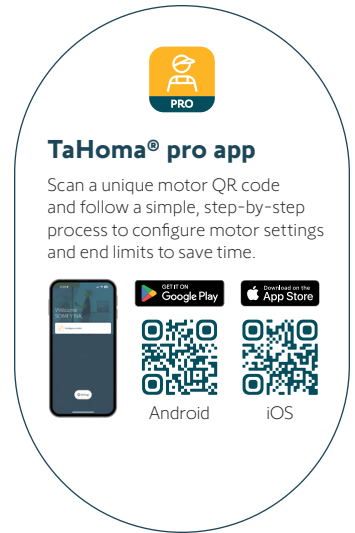 PRO
TaHoma® pro app
Scan a unique motor QR code
and follow a simple, step-by-step
process to configure motor settings
and end limits to save time.
Welcome
GET IT ON
Google Play
Download on the
App Store
Android
iOS